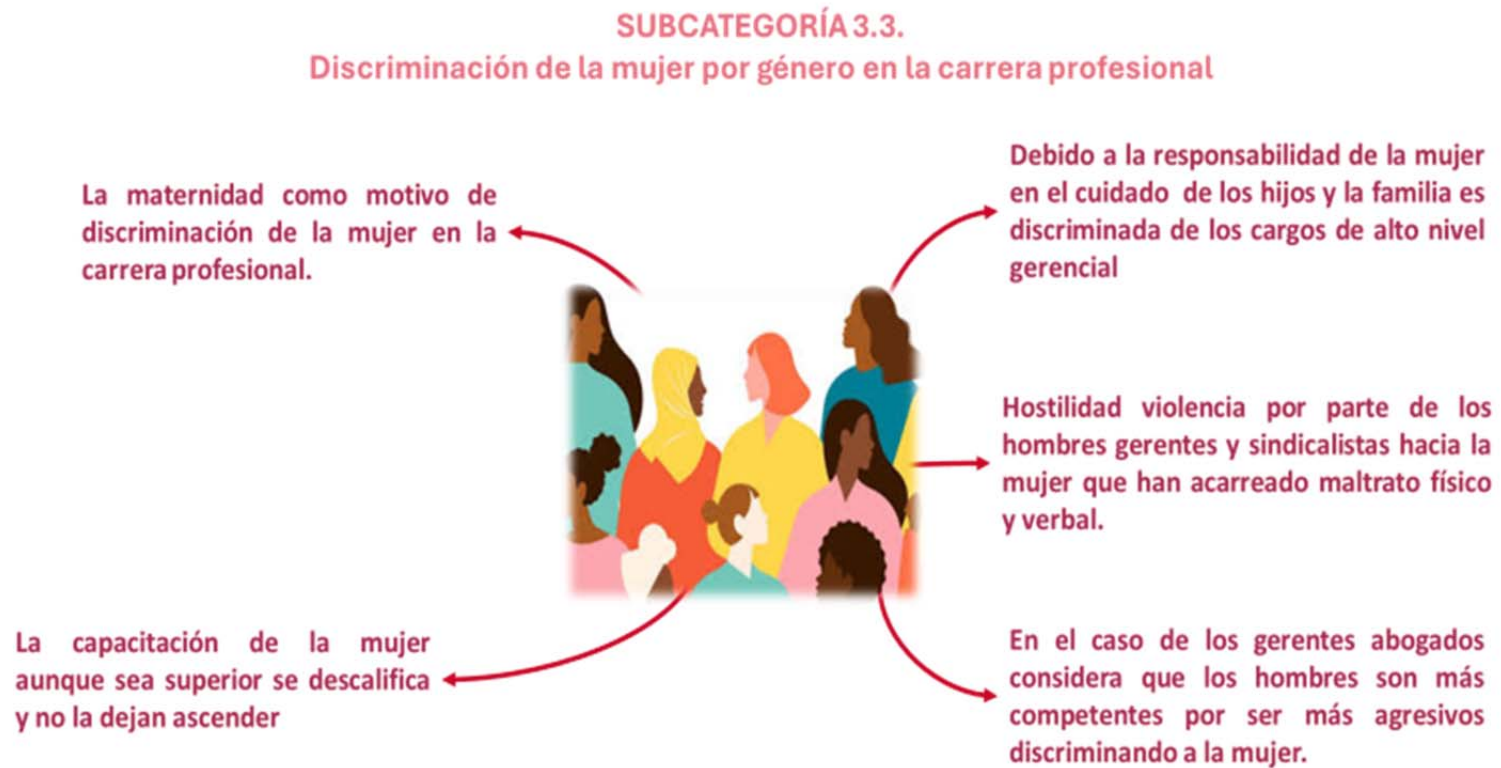 SUBCATEGORÍA 3.3.
Discriminación de la mujer por género en la carrera profesional
La maternidad como motivo de
discriminación de la mujer en la
carrera profesional.
Debido a la responsabilidad de la mujer
en el cuidado de los hijos y la familia es
discriminada de los cargos de alto nivel
gerencial
Hostilidad violencia por parte de los
hombres gerentes y sindicalistas hacia la
mujer que han acarreado maltrato físico
y verbal.
La capacitación de la mujer
aunque sea superior se descalifica
y no la dejan ascender
En el caso de los gerentes abogados
considera que los hombres son más
competentes por ser más agresivos
discriminando a la mujer.